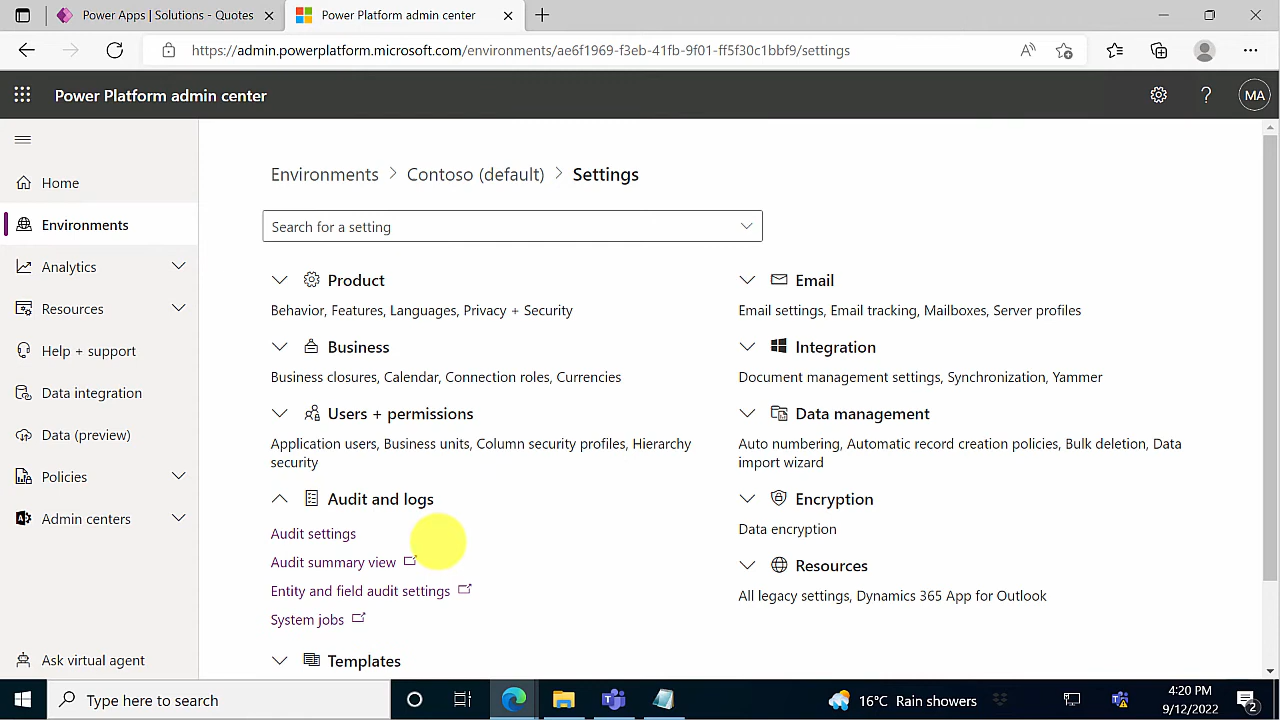 Power Apps | Solutions - Quotes
Power Platform admin center
https://admin.powerplatform.microsoft.com/environments/ae6f1969-f3eb-41fb-9f01-ff5f30c1bbf9/settings
Power Platform admin center
MA
Home
Environments
Analytics
Resources
Help + support
Data integration
Data (preview)
Policies
Admin centers
Ask virtual agent
Environments > Contoso (default) > Settings
Search for a setting
Product
Behavior, Features, Languages, Privacy + Security
Business
Business closures, Calendar, Connection roles, Currencies
Users + permissions
Application users, Business units, Column security profiles, Hierarchy
security
Audit and logs
Audit settings
Audit summary view
Entity and field audit settings
System jobs
Templates
Email
Email settings, Email tracking, Mailboxes, Server profiles
Integration
Document management settings, Synchronization, Yammer
Data management
Auto numbering, Automatic record creation policies, Bulk deletion, Data
import wizard
Encryption
Data encryption
Resources
All legacy settings, Dynamics 365 App for Outlook
Type here to search
16°C Rain showers
4:20 PM
9/12/2022
2